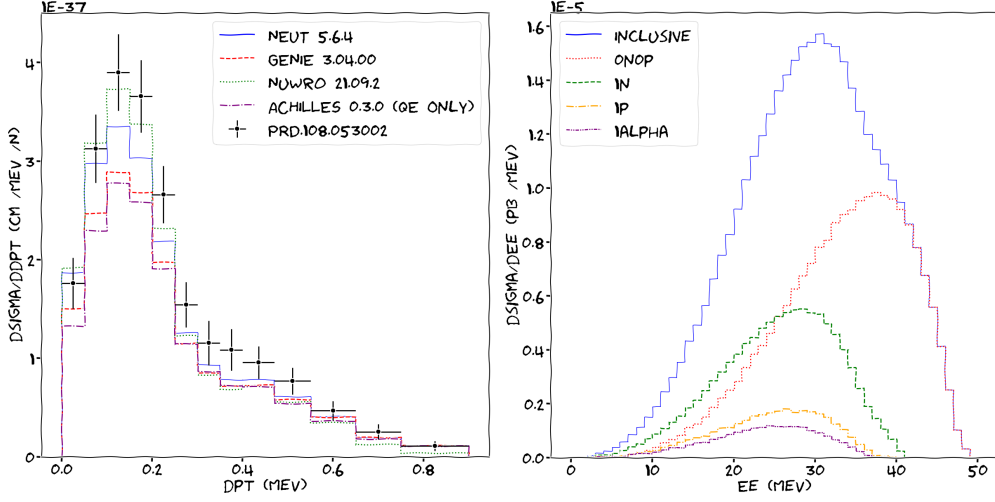 1E-37
DSIGMA/DDPT (CM /MEV /N)
4
3
2
1
0
NEUT 5.6.4
GENIE 3.04.00
NUWRO 21.09.2
ACHILLES 0.3.0 (QE ONLY)
PRD.108.053002
0.0 0.2 0.4 0.6 0.8
DPT (MEV)
1E-5
DSIGMA/DEE (PB /MEV)
1.6
1.4
1.2
1.0
0.8
0.6
0.4
0.2
0.0
INCLUSIVE
0N0P
1N
1P
1ALPHA
0 10 20 30 40 50
EE (MEV)